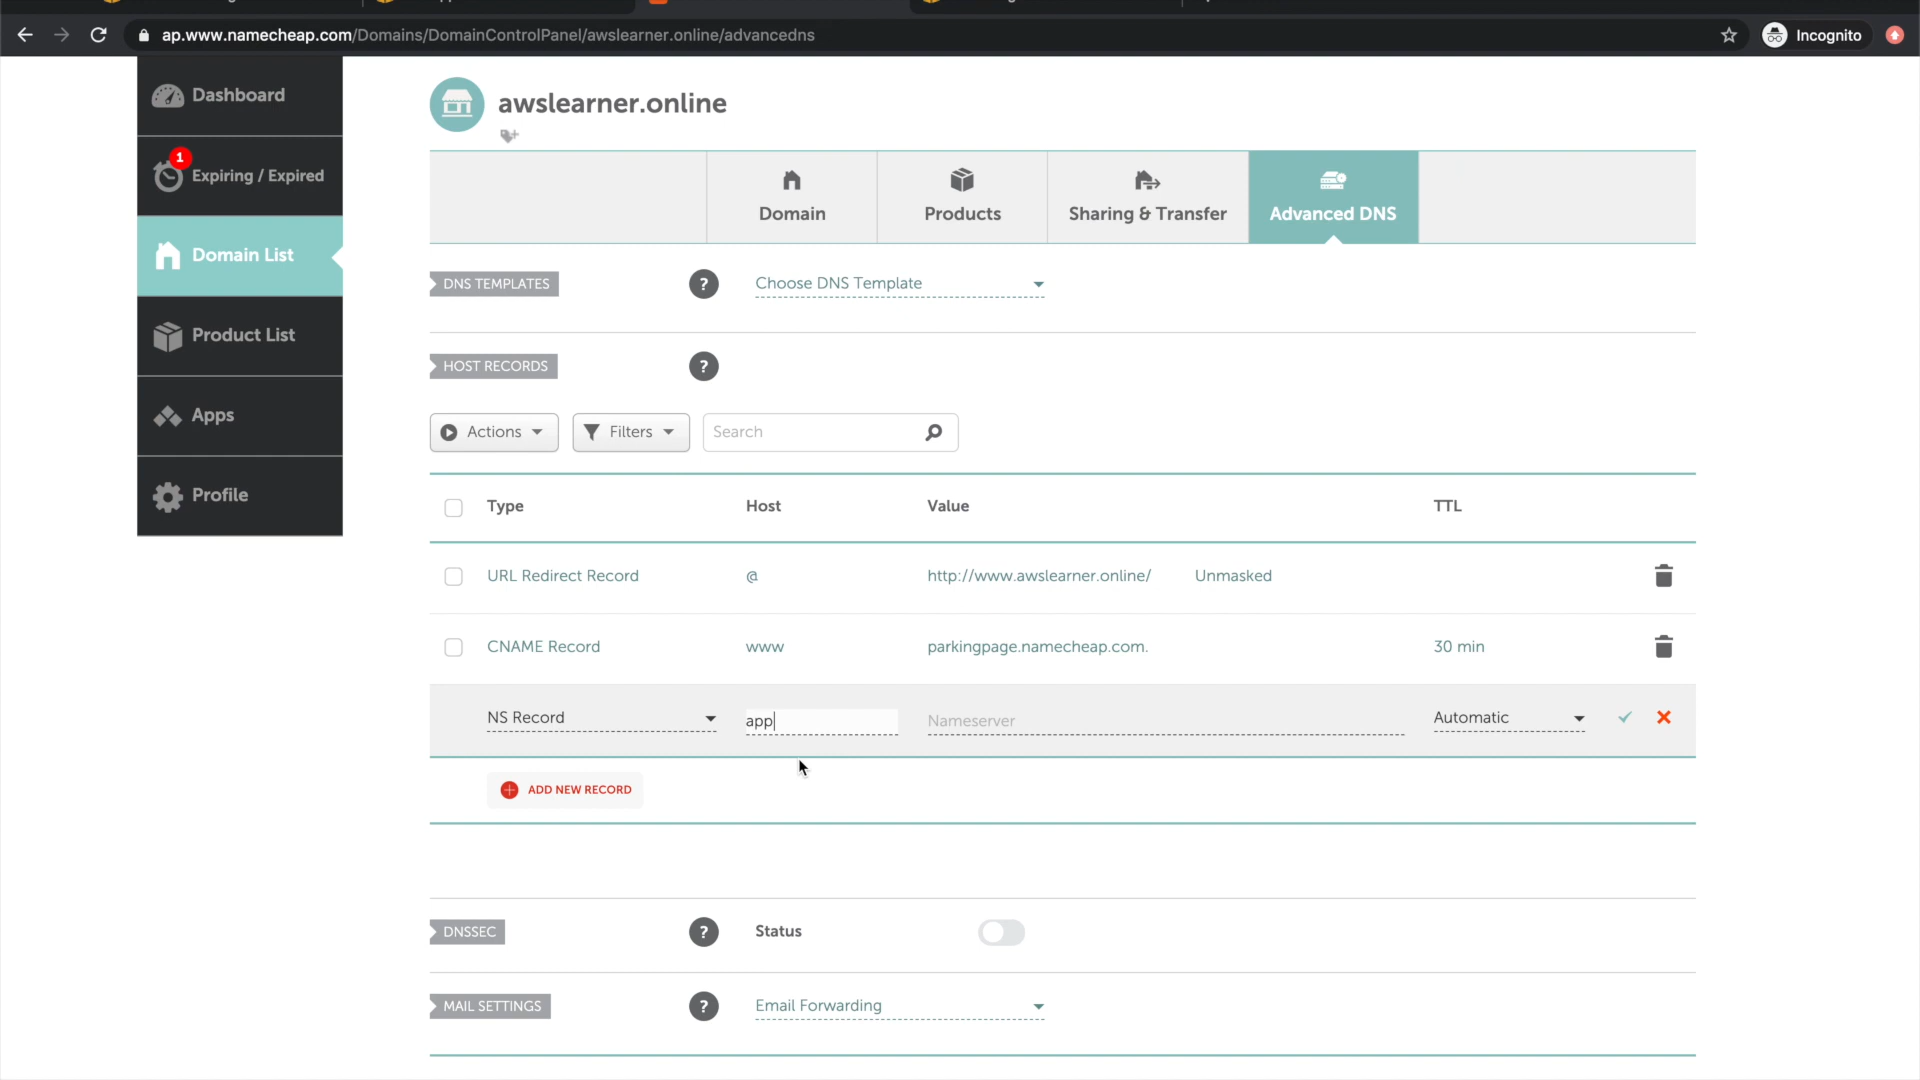 ap.www.namecheap.com/Domains/DomainControlPanel/awslearner.online/advancedns
Incognito
Dashboard
1
Expiring / Expired
Domain List
Product List
Apps
Profile
awslearner.online
Domain
Products
Sharing & Transfer
Advanced DNS
DNS TEMPLATES
?
Choose DNS Template
HOST RECORDS
?
Actions
Filters
Search
Type Host Value TTL
URL Redirect Record @ http://www.awslearner.online/ Unmasked
CNAME Record www parkingpage.namecheap.com. 30 min
NS Record app Nameserver Automatic
ADD NEW RECORD
DNSSEC ? Status
MAIL SETTINGS ? Email Forwarding